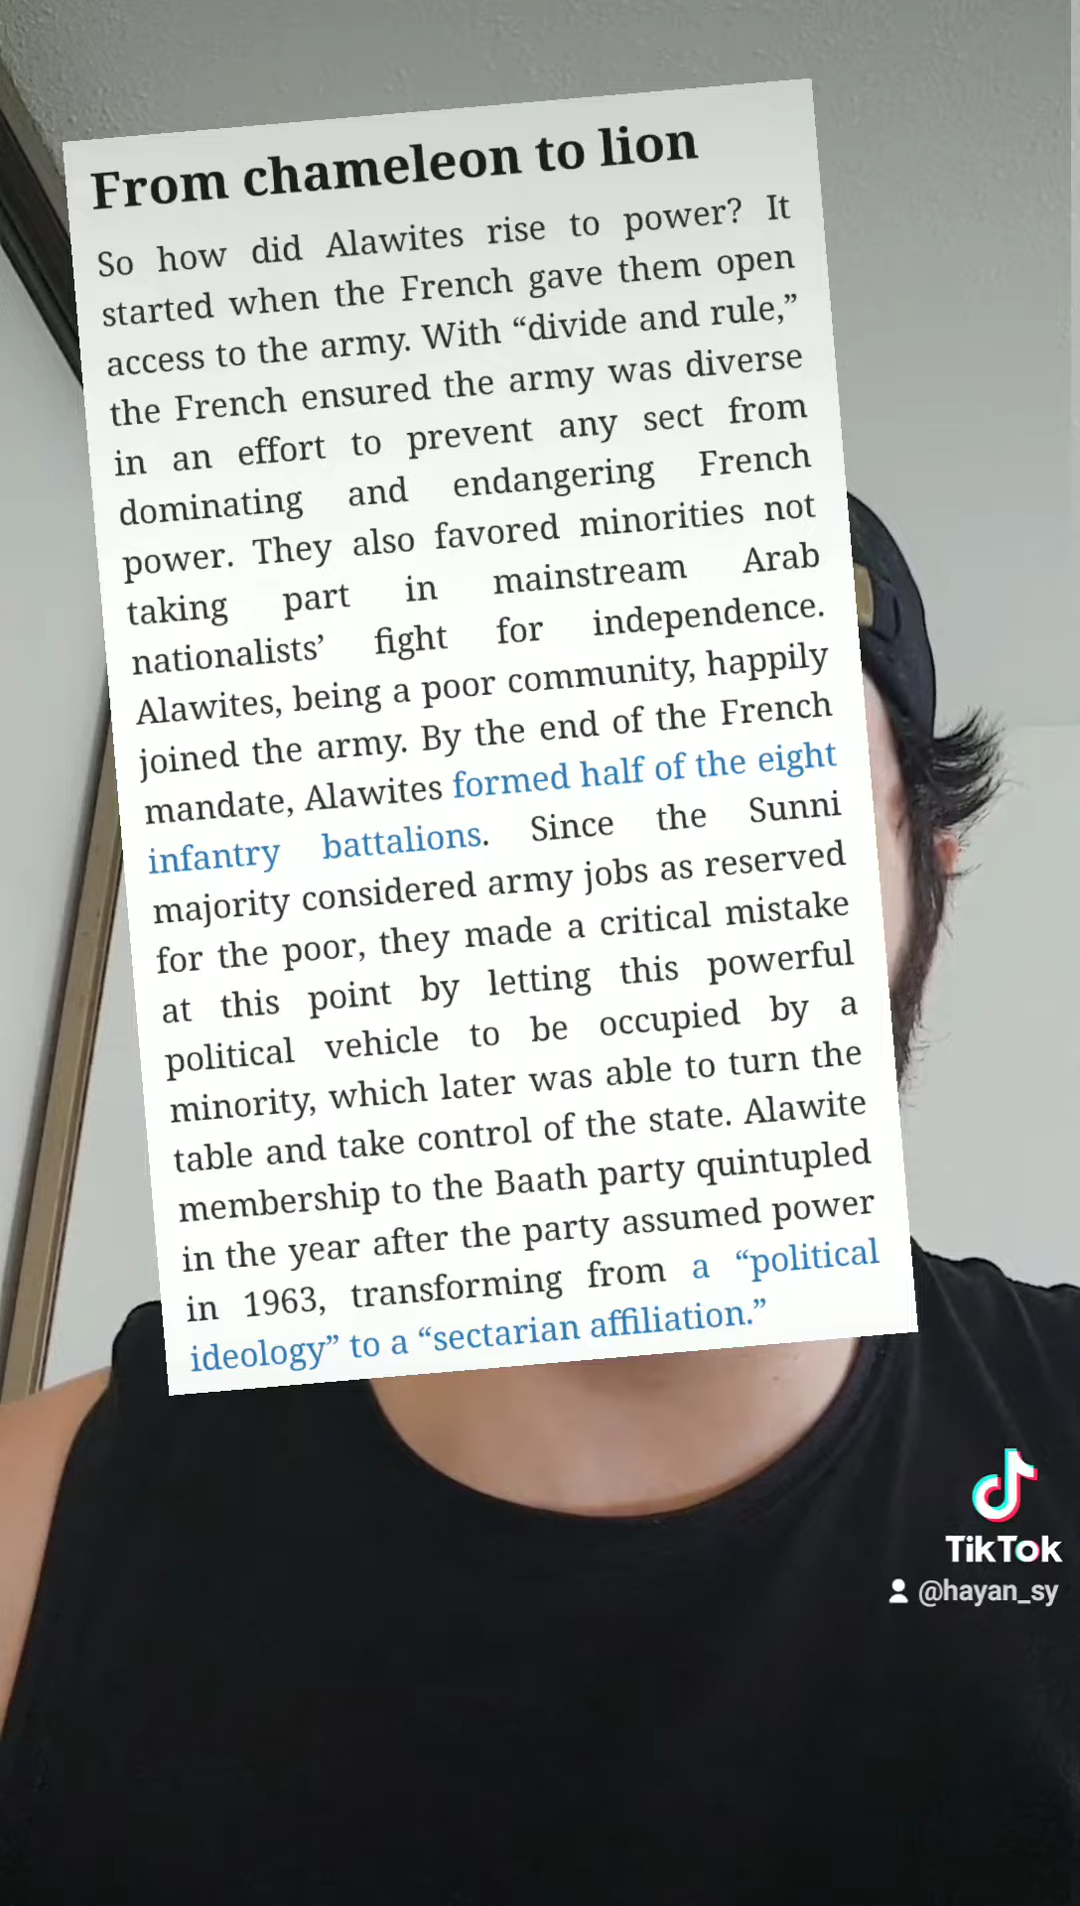 From chameleon to lion
So how did Alawites rise to power? It
started when the French gave them open
access to the army. With “divide and rule,”
the French ensured the army was diverse
in an effort to prevent any sect from
dominating and endangering French
power. They also favored minorities not
taking part in mainstream Arab
nationalists’ fight for independence.
Alawites, being a poor community, happily
joined the army. By the end of the French
mandate, Alawites formed half of the eight
infantry battalions. Since the Sunni
majority considered army jobs as reserved
for the poor, they made a critical mistake
at this point by letting this powerful
political vehicle to be occupied by a
minority, which later was able to turn the
table and take control of the state. Alawite
membership to the Baath party quintupled
in the year after the party assumed power
in 1963, transforming from a “political
ideology” to a “sectarian affiliation.”
TikTok
@hayan_sy